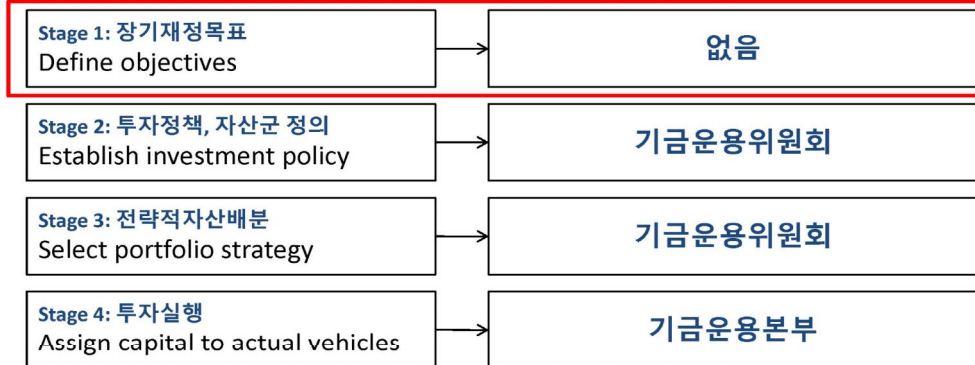 Stage 1: 장기재정목표
Define objectives
없음
Stage 2: 투자정책, 자산군 정의
Establish investment policy
기금운용위원회
Stage 3: 전략적자산배분
Select portfolio strategy
기금운용위원회
Stage 4: 투자실행
Assign capital to actual vehicles
기금운용본부